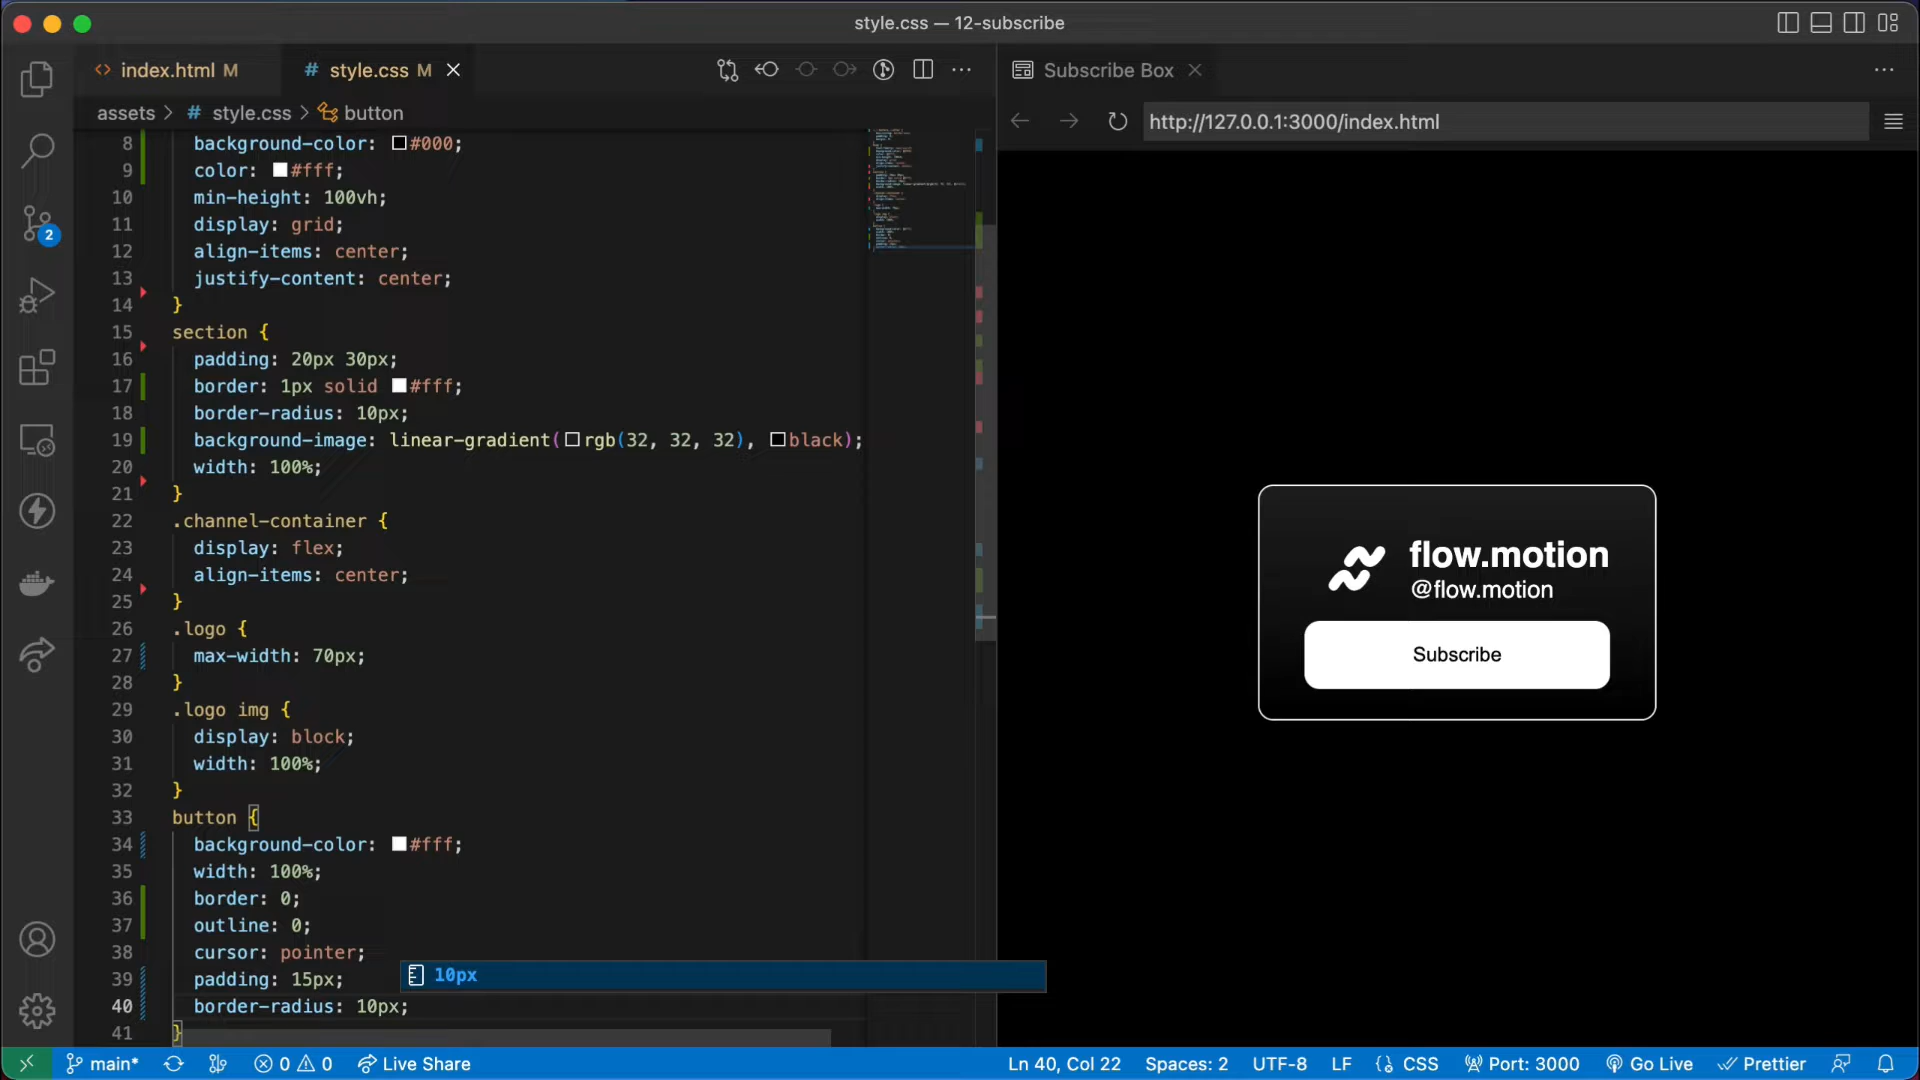 style.css — 12-subscribe
index.html M
# style.css M
Subscribe Box
assets > # style.css > button
http://127.0.0.1:3000/index.html
8 background-color: #000;
9 color: #fff;
10 min-height: 100vh;
11 display: grid;
12 align-items: center;
13 justify-content: center;
14 }
15 section {
16 padding: 20px 30px;
17 border: 1px solid #fff;
18 border-radius: 10px;
19 background-image: linear-gradient(rgb(32, 32, 32), black);
20 width: 100%;
21 }
22 .channel-container {
23 display: flex;
24 align-items: center;
25 }
26 .logo {
27 max-width: 70px;
28 }
29 .logo img {
30 display: block;
31 width: 100%;
32 }
33 button {
34 background-color: #fff;
35 width: 100%;
36 border: 0;
37 outline: 0;
38 cursor: pointer;
39 padding: 15px;
10px
40 border-radius: 10px;
41 }
flow.motion
@flow.motion
Subscribe
2
main* 0 0 Live Share Ln 40, Col 22 Spaces: 2 UTF-8 LF {} CSS Port: 3000 Go Live Prettier